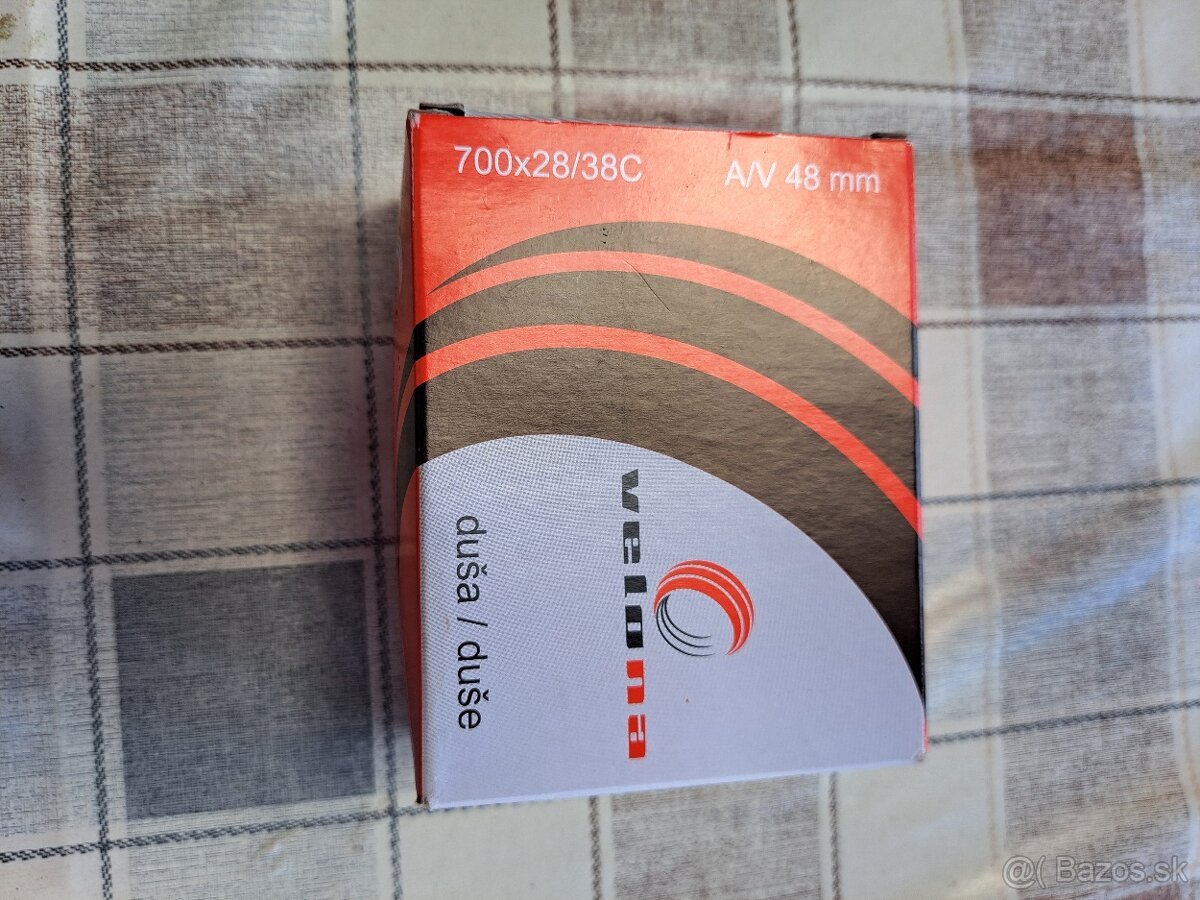 700x28/38C A/V 48 mm
velona
duša / duše
@( Bazos.sk